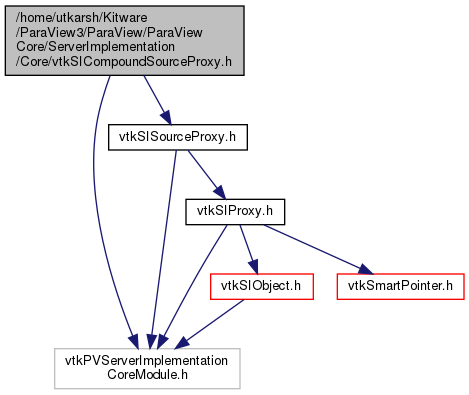 /home/utkarsh/Kitware
/ParaView3/ParaView/ParaView
Core/ServerImplementation
/Core/vtkSICompoundSourceProxy.h
vtkSISourceProxy.h
vtkSIProxy.h
vtkSIObject.h
vtkSmartPointer.h
vtkPVServerImplementation
CoreModule.h